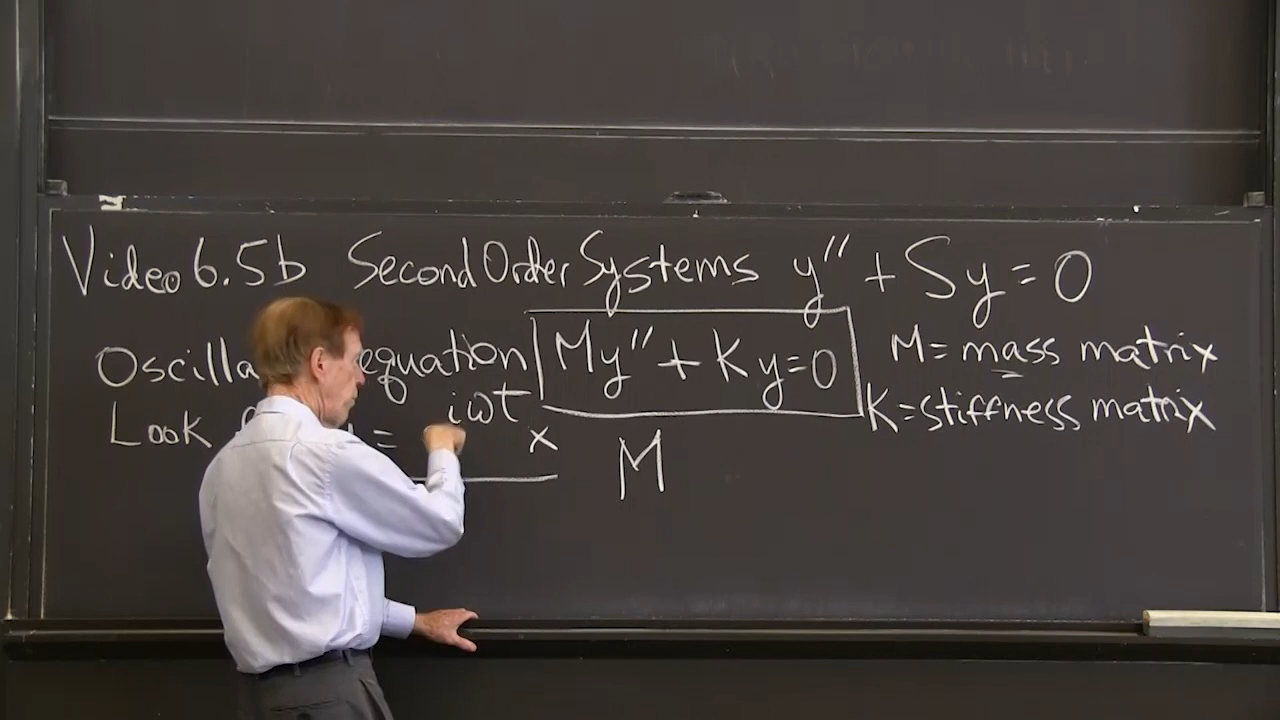 Video 6.5b Second Order Systems y″ + Sy = 0
Oscilla equation My″ + Ky = 0 M = mass matrix
Look = iωt x K = stiffness matrix
M